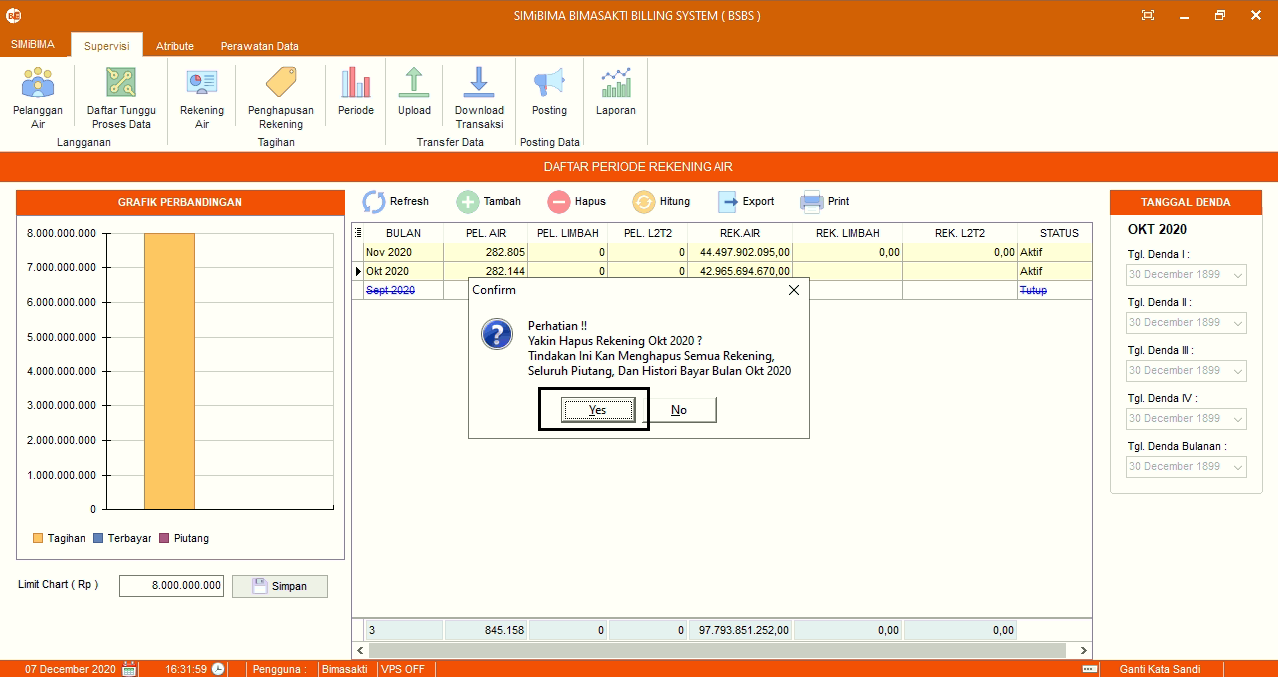 SIMiBIMA BIMASAKTI BILLING SYSTEM ( BSBS )
SIMiBIMA
Supervisi
Atribute
Perawatan Data
Pelanggan Air
Daftar Tunggu Proses Data
Rekening Air
Penghapusan Rekening
Periode
Upload
Download Transaksi
Posting
Laporan
Langganan
Tagihan
Transfer Data
Posting Data
DAFTAR PERIODE REKENING AIR
GRAFIK PERBANDINGAN
8.000.000.000
7.000.000.000
6.000.000.000
5.000.000.000
4.000.000.000
3.000.000.000
2.000.000.000
1.000.000.000
0
Tagihan Terbayar Piutang
Limit Chart ( Rp ) 8.000.000.000 Simpan
Refresh Tambah Hapus Hitung Export Print
BULAN PEL. AIR PEL. LIMBAH PEL. L2T2 REK.AIR REK. LIMBAH REK. L2T2 STATUS
Nov 2020 282.805 0 0 44.497.902.095,00 0,00 0,00 Aktif
Okt 2020 282.144 0 0 42.965.694.670,00 Aktif
Sept 2020 Tutup
Confirm
Perhatian !!
Yakin Hapus Rekening Okt 2020 ?
Tindakan Ini Kan Menghapus Semua Rekening,
Seluruh Piutang, Dan Histori Bayar Bulan Okt 2020
Yes No
3 845.158 0 0 97.793.851.252,00 0,00 0,00
TANGGAL DENDA
OKT 2020
Tgl. Denda I :
30 December 1899
Tgl. Denda II :
30 December 1899
Tgl. Denda III :
30 December 1899
Tgl. Denda IV :
30 December 1899
Tgl. Denda Bulanan :
30 December 1899
07 December 2020 16:31:59 Pengguna : Bimasakti VPS OFF Ganti Kata Sandi